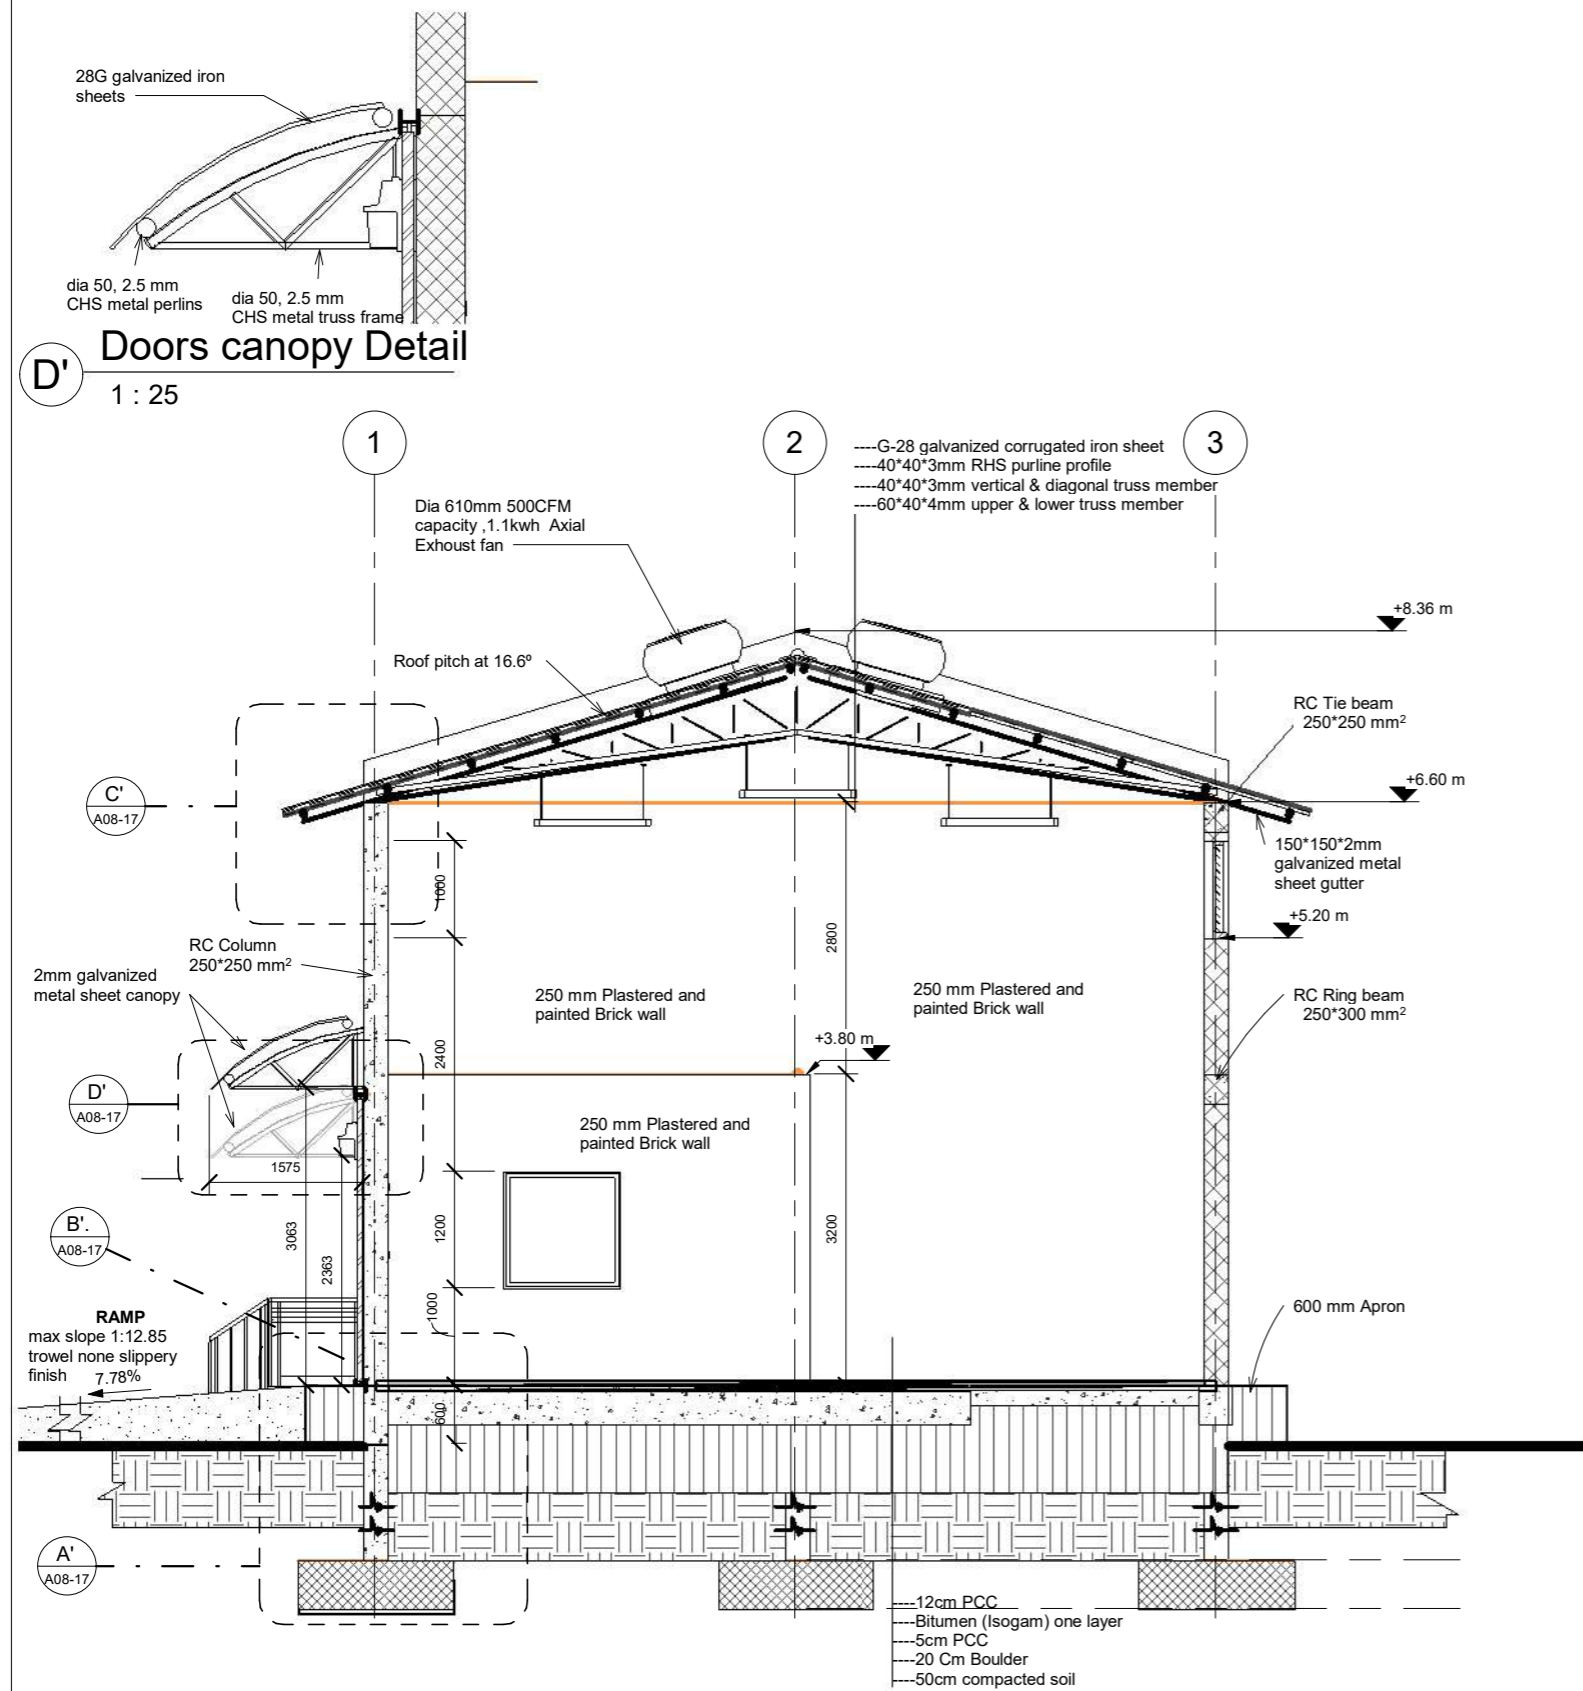 28G galvanized iron
sheets
dia 50, 2.5 mm
CHS metal perlins
dia 50, 2.5 mm
CHS metal truss frame
D'
Doors canopy Detail
1 : 25
1
2
3
----G-28 galvanized corrugated iron sheet
----40*40*3mm RHS purline profile
----40*40*3mm vertical & diagonal truss member
----60*40*4mm upper & lower truss member
Dia 610mm 500CFM
capacity ,1.1kwh Axial
Exhoust fan
+8.36 m
Roof pitch at 16.6º
RC Tie beam
250*250 mm²
C'
A08-17
+6.60 m
150*150*2mm
galvanized metal
sheet gutter
1000
+5.20 m
RC Column
250*250 mm²
2mm galvanized
metal sheet canopy
2800
250 mm Plastered and
painted Brick wall
250 mm Plastered and
painted Brick wall
RC Ring beam
250*300 mm²
2400
+3.80 m
D'
A08-17
250 mm Plastered and
painted Brick wall
1575
B'.
A08-17
3063
2363
1200
3200
1000
RAMP
max slope 1:12.85
trowel none slippery
finish
7.78%
600 mm Apron
600
A'
A08-17
----12cm PCC
----Bitumen (Isogam) one layer
----5cm PCC
----20 Cm Boulder
----50cm compacted soil